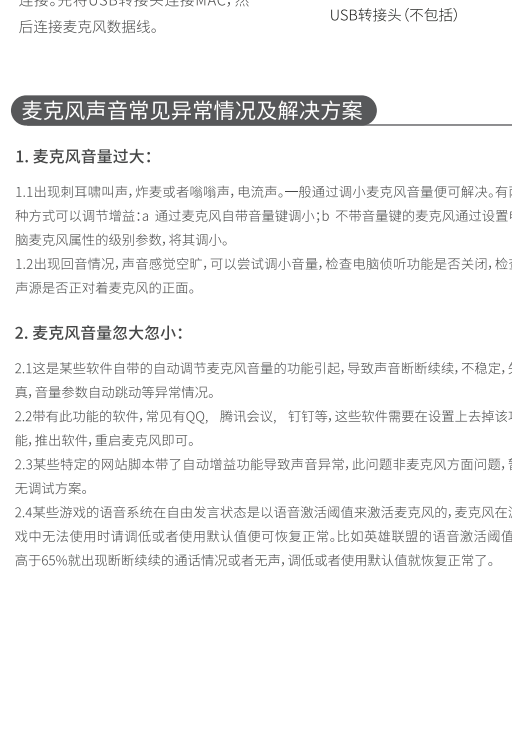 连接。先将USB转接头连接MAC,然
后连接麦克风数据线。
USB转接头(不包括)
麦克风声音常见异常情况及解决方案
1. 麦克风音量过大:
1.1出现刺耳啸叫声,炸麦或者嗡嗡声,电流声。一般通过调小麦克风音量便可解决。有
种方式可以调节增益:a 通过麦克风自带音量键调小;b 不带音量键的麦克风通过设置
脑麦克风属性的级别参数,将其调小。
1.2出现回音情况,声音感觉空旷,可以尝试调小音量,检查电脑侦听功能是否关闭,检
声源是否正对着麦克风的正面。
2. 麦克风音量忽大忽小:
2.1这是某些软件自带的自动调节麦克风音量的功能引起,导致声音断断续续,不稳定,
真,音量参数自动跳动等异常情况。
2.2带有此功能的软件,常见有QQ, 腾讯会议, 钉钉等,这些软件需要在设置上去掉该
能,推出软件,重启麦克风即可。
2.3某些特定的网站脚本带了自动增益功能导致声音异常,此问题非麦克风方面问题,
无调试方案。
2.4某些游戏的语音系统在自由发言状态是以语音激活阈值来激活麦克风的,麦克风在
戏中无法使用时请调低或者使用默认值便可恢复正常。比如英雄联盟的语音激活阈值
高于65%就出现断断续续的通话情况或者无声,调低或者使用默认值就恢复正常了。